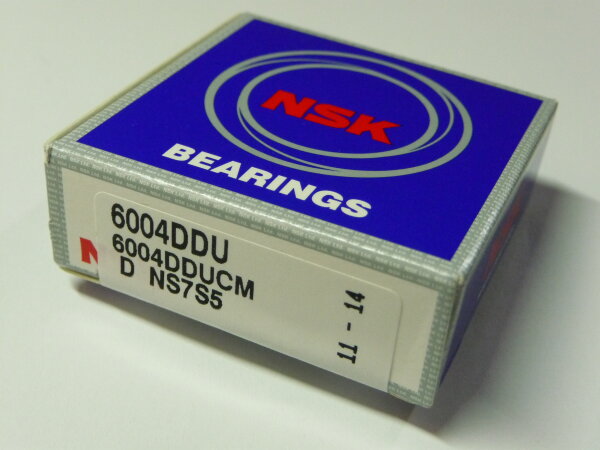 NSK
BEARINGS
6004DDU
6004DDUCM
D NS7S5
11 - 14